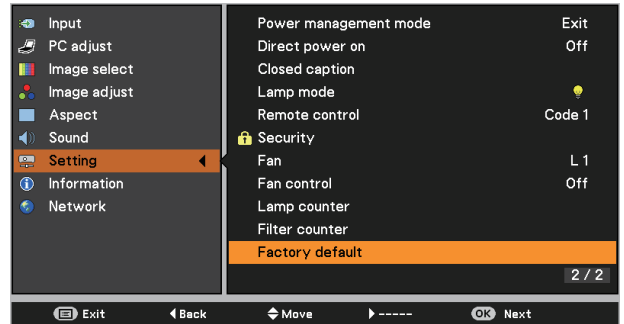 Input
PC adjust
Image select
Image adjust
Aspect
Sound
Setting
Information
Network
Power management mode Exit
Direct power on Off
Closed caption
Lamp mode
Remote control Code 1
Security
Fan L 1
Fan control Off
Lamp counter
Filter counter
Factory default
2 / 2
Exit Back Move ----- OK Next